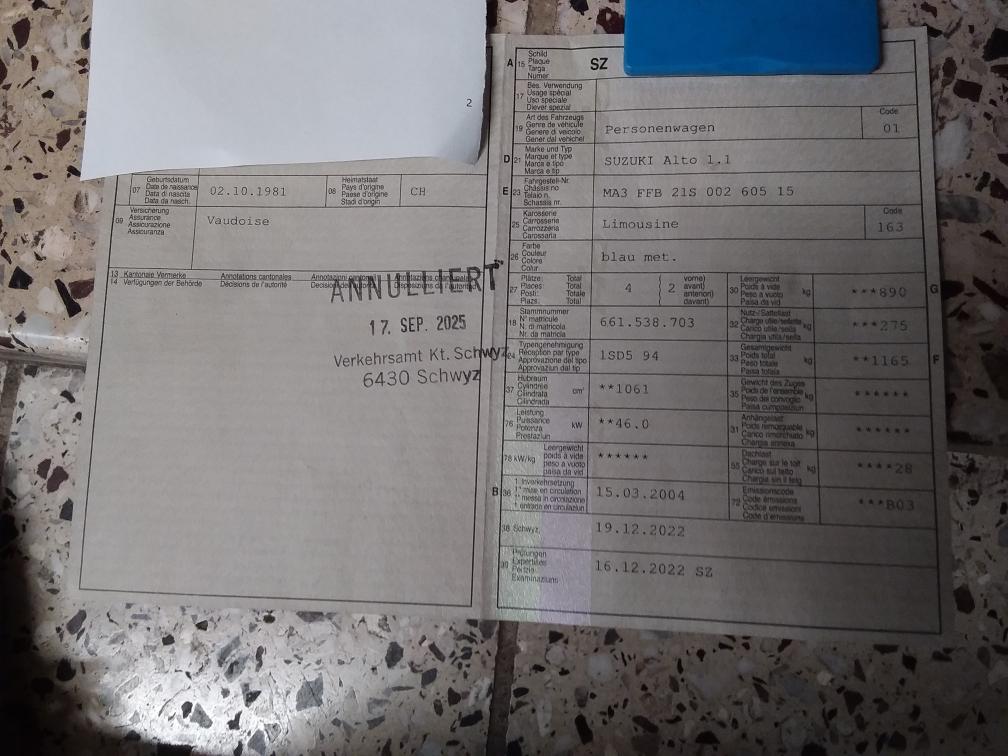 2
07 Geburtsdatum
Date de naissance
Data di nascita
Data da nasch.
02.10.1981
08 Heimatstaat
Pays d'origine
Paese d'origine
Stadi d'origin
CH
09 Versicherung
Assurance
Assicurazione
Assicuranza
Vaudoise
13 Kantonale Vermerke Annotations cantonales
14 Verfügungen der Behörde Décisions de l'autorité
ANNULLIERT
17. SEP. 2025
Verkehrsamt Kt. Schwyz
6430 Schwyz
A 15 Schild
Plaque
Targa
Numer
SZ
17 Bes. Verwendung
Usage spécial
Uso speciale
Diever spezial
19 Art des Fahrzeugs
Genre de véhicule
Genere di veicolo
Gener dal vehichel
Personenwagen
Code
01
D 21 Marke und Typ
Marque et type
Marca e tipo
Marca e tip
SUZUKI Alto 1.1
E 23 Fahrgestell-Nr.
Châssis no
Telaio n.
Schassis nr.
MA3 FFB 21S 002 605 15
25 Karosserie
Carrosserie
Carrozzeria
Carossaria
Limousine
Code
163
26 Farbe
Couleur
Colore
Colur
blau met.
27 Plätze: Total
Places: Total
Posti: Totale
Plazs: Total
4 ( 2 vorne)
avant)
anteriori)
davant)
30 Leergewicht
Poids à vide
Peso a vuoto
Paisa da vid
kg
***890
G
18 Stammnummer
N° matricule
N. di matricola
Nr. da matricla
661.538.703
32 Nutz-/Sattellast
Charge utile/sellette
Carico utile/sella
Chargia utila/sella
kg
***275
24 Typengenehmigung
Réception par type
Approvazione del tipo
Approvaziun dal tip
1SD5 94
33 Gesamtgewicht
Poids total
Peso totale
Paisa totala
kg
**1165
F
37 Hubraum
Cylindrée
Cilindrata
Cilindrada
cm³
**1061
35 Gewicht des Zuges
Poids de l'ensemble
Peso del convoglio
Paisa cumposiziun
kg
******
76 Leistung
Puissance
Potenza
Prestaziun
kW
**46.0
31 Anhängelast
Poids remorquable
Carico rimorchiato
Chargia annexa
kg
******
78 kW/kg Leergewicht
poids à vide
peso a vuoto
paisa da vid
******
55 Dachlast
Charge sur le toit
Carico sul tetto
Chargia sin il tetg
kg
****28
B 36 1. Inverkehrsetzung
1re mise en circulation
1a messa in circolazione
1. entrada en circulaziun
15.03.2004
72 Emissionscode
Code émissions
Codice emissioni
Code d'emissiuns
***B03
38 Schwyz,
19.12.2022
39 Prüfungen
Expertises
Perizie
Examinaziuns
16.12.2022 SZ